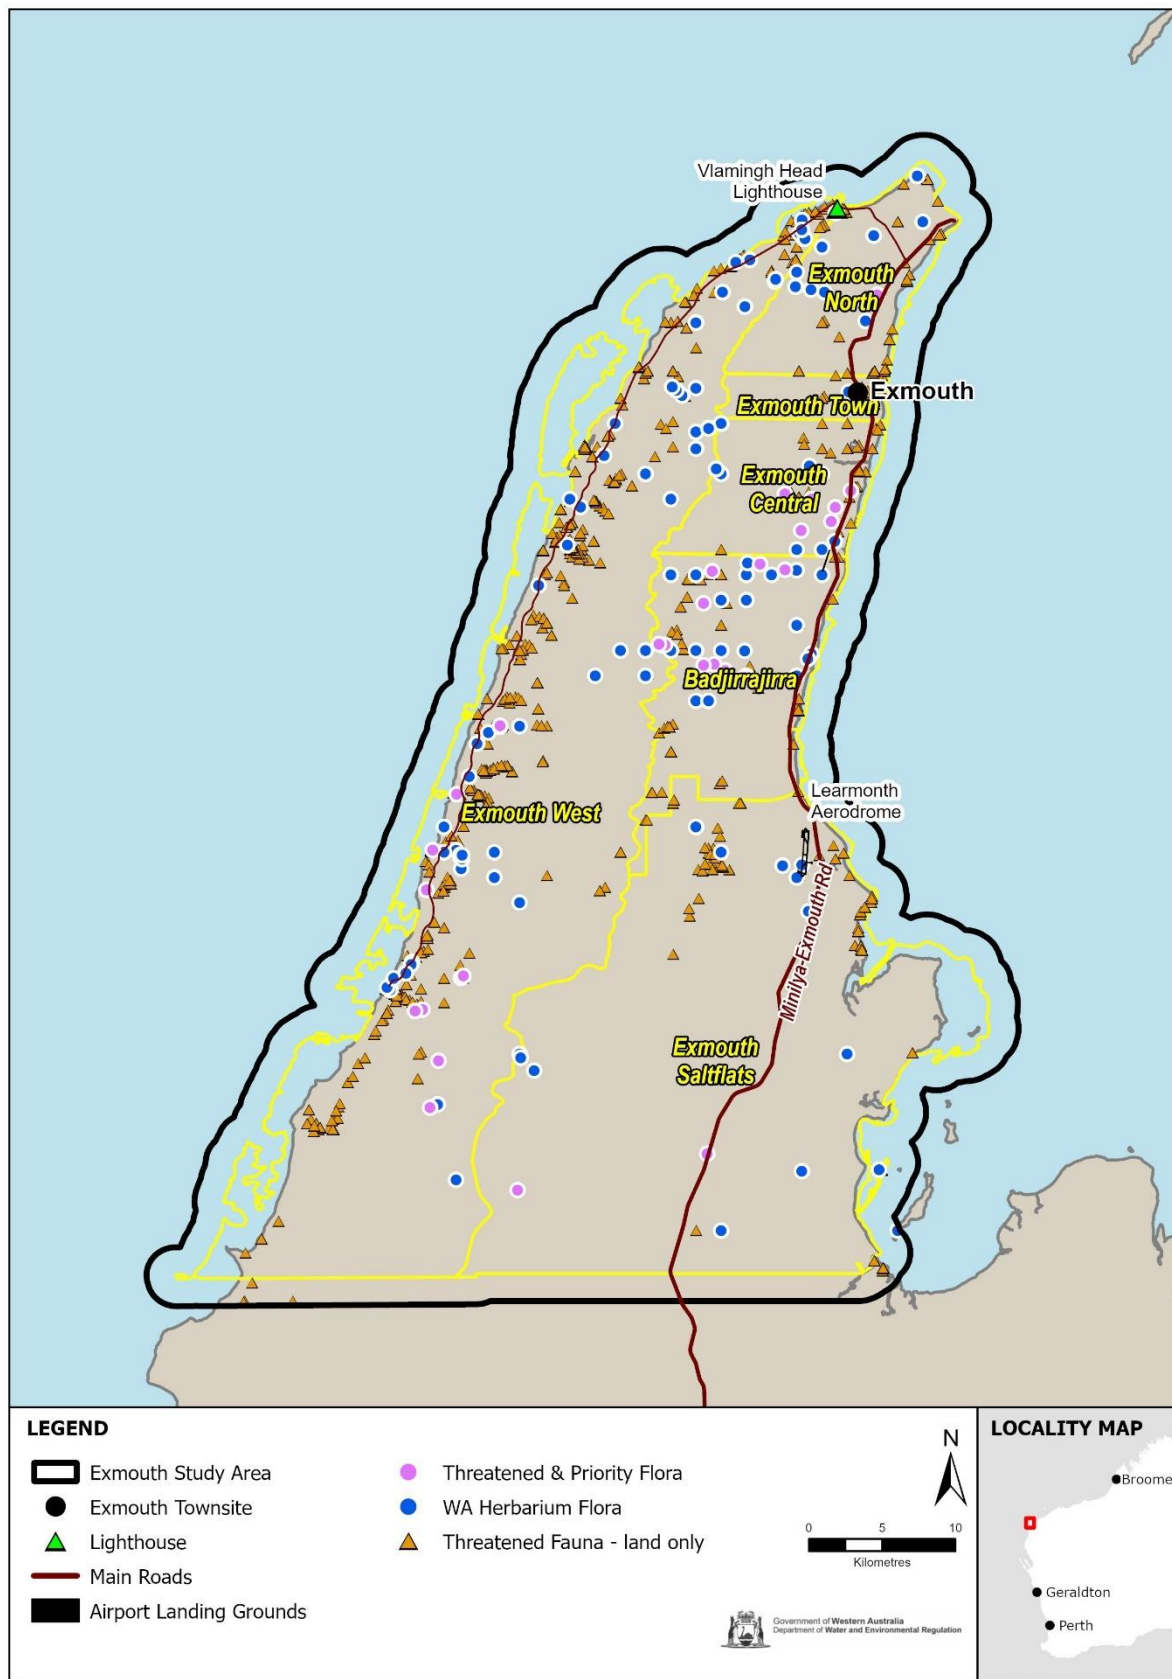 Vlamingh Head
Lighthouse
Exmouth
North
Exmouth
Exmouth Town
Exmouth
Central
Badjirrajirra
Learmonth
Aerodrome
Exmouth West
Minilya-Exmouth Rd
Exmouth
Saltflats
LEGEND
Exmouth Study Area
Exmouth Townsite
Lighthouse
Main Roads
Airport Landing Grounds
Threatened & Priority Flora
WA Herbarium Flora
Threatened Fauna - land only
N
0 5 10
Kilometres
Government of Western Australia
Department of Water and Environmental Regulation
LOCALITY MAP
Broome
Geraldton
Perth